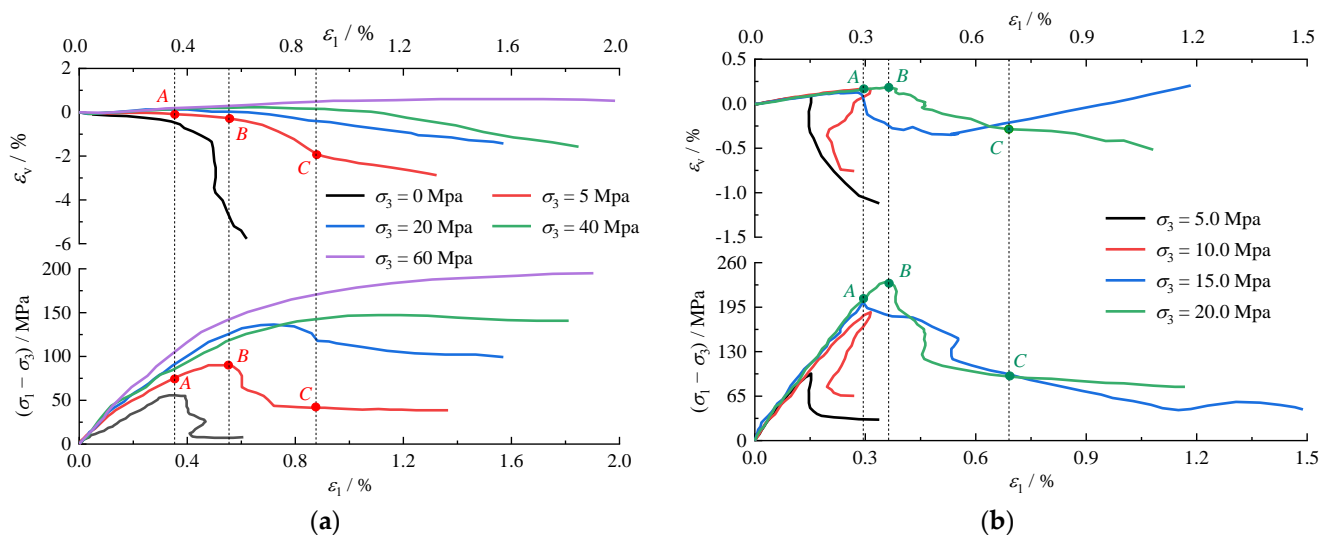 0.0 0.4 0.8 1.2 1.6 2.0
ε1 / %
2
0
-2
-4
-6
εv / %
A
B
C
σ3 = 0 Mpa
σ3 = 5 Mpa
σ3 = 20 Mpa
σ3 = 40 Mpa
σ3 = 60 Mpa
200
150
100
50
0
(σ1 − σ3) / MPa
A
B
C
0.0 0.4 0.8 1.2 1.6 2.0
ε1 / %
(a)
0.0 0.3 0.6 0.9 1.2 1.5
ε1 / %
0.5
0.0
-0.5
-1.0
-1.5
εv / %
A
B
C
σ3 = 5.0 Mpa
σ3 = 10.0 Mpa
σ3 = 15.0 Mpa
σ3 = 20.0 Mpa
260
195
130
65
0
(σ1 − σ3) / MPa
A
B
C
0.0 0.3 0.6 0.9 1.2 1.5
ε1 / %
(b)